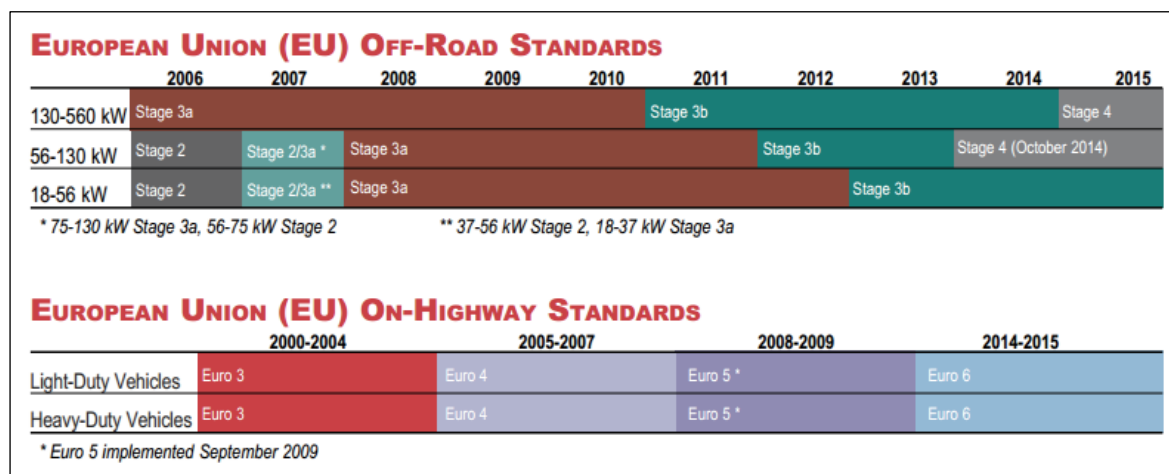 EUROPEAN UNION (EU) OFF-ROAD STANDARDS
2006 2007 2008 2009 2010 2011 2012 2013 2014 2015
130-560 kW Stage 3a Stage 3b Stage 4
56-130 kW Stage 2 Stage 2/3a * Stage 3a Stage 3b Stage 4 (October 2014)
18-56 kW Stage 2 Stage 2/3a ** Stage 3a Stage 3b
* 75-130 kW Stage 3a, 56-75 kW Stage 2 ** 37-56 kW Stage 2, 18-37 kW Stage 3a
EUROPEAN UNION (EU) ON-HIGHWAY STANDARDS
2000-2004 2005-2007 2008-2009 2014-2015
Light-Duty Vehicles Euro 3 Euro 4 Euro 5 * Euro 6
Heavy-Duty Vehicles Euro 3 Euro 4 Euro 5 * Euro 6
* Euro 5 implemented September 2009